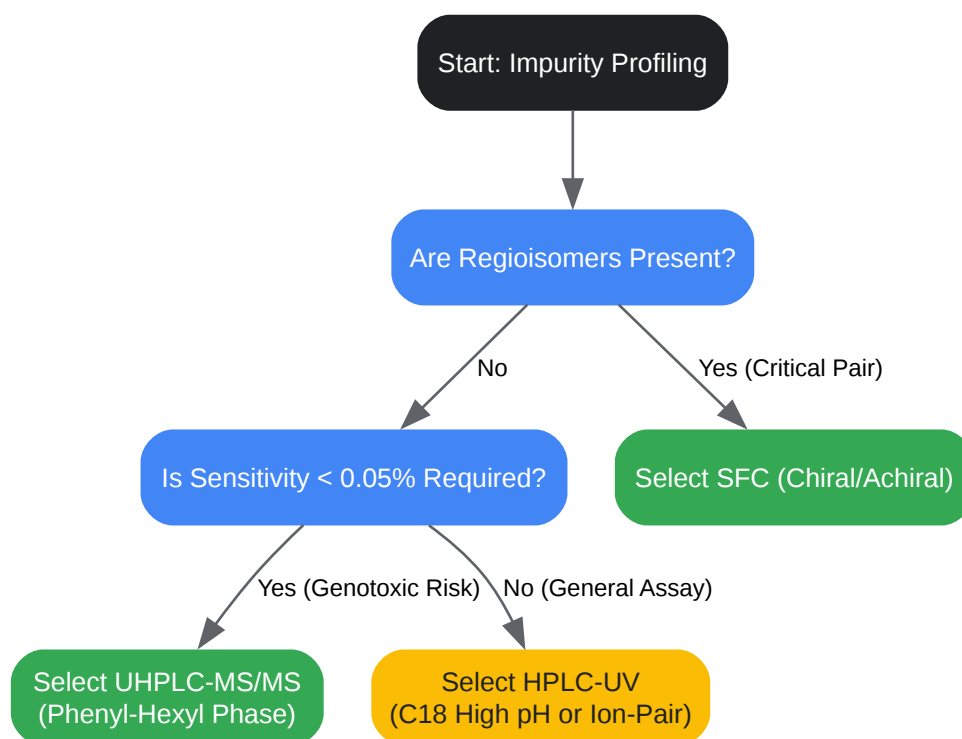 Start: Impurity Profiling
Are Regioisomers Present?
No
Yes (Critical Pair)
Is Sensitivity < 0.05% Required?
Select SFC (Chiral/Achiral)
Yes (Genotoxic Risk)
No (General Assay)
Select UHPLC-MS/MS
(Phenyl-Hexyl Phase)
Select HPLC-UV
(C18 High pH or Ion-Pair)